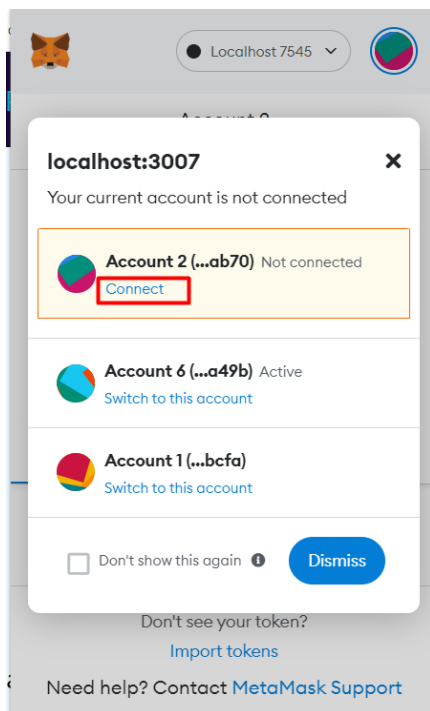 Localhost 7545
Account 2
localhost:3007
Your current account is not connected
Account 2 (...ab70) Not connected
Connect
Account 6 (...a49b) Active
Switch to this account
Account 1 (...bcfa)
Switch to this account
Don't show this again
Dismiss
Don't see your token?
Import tokens
Need help? Contact MetaMask Support